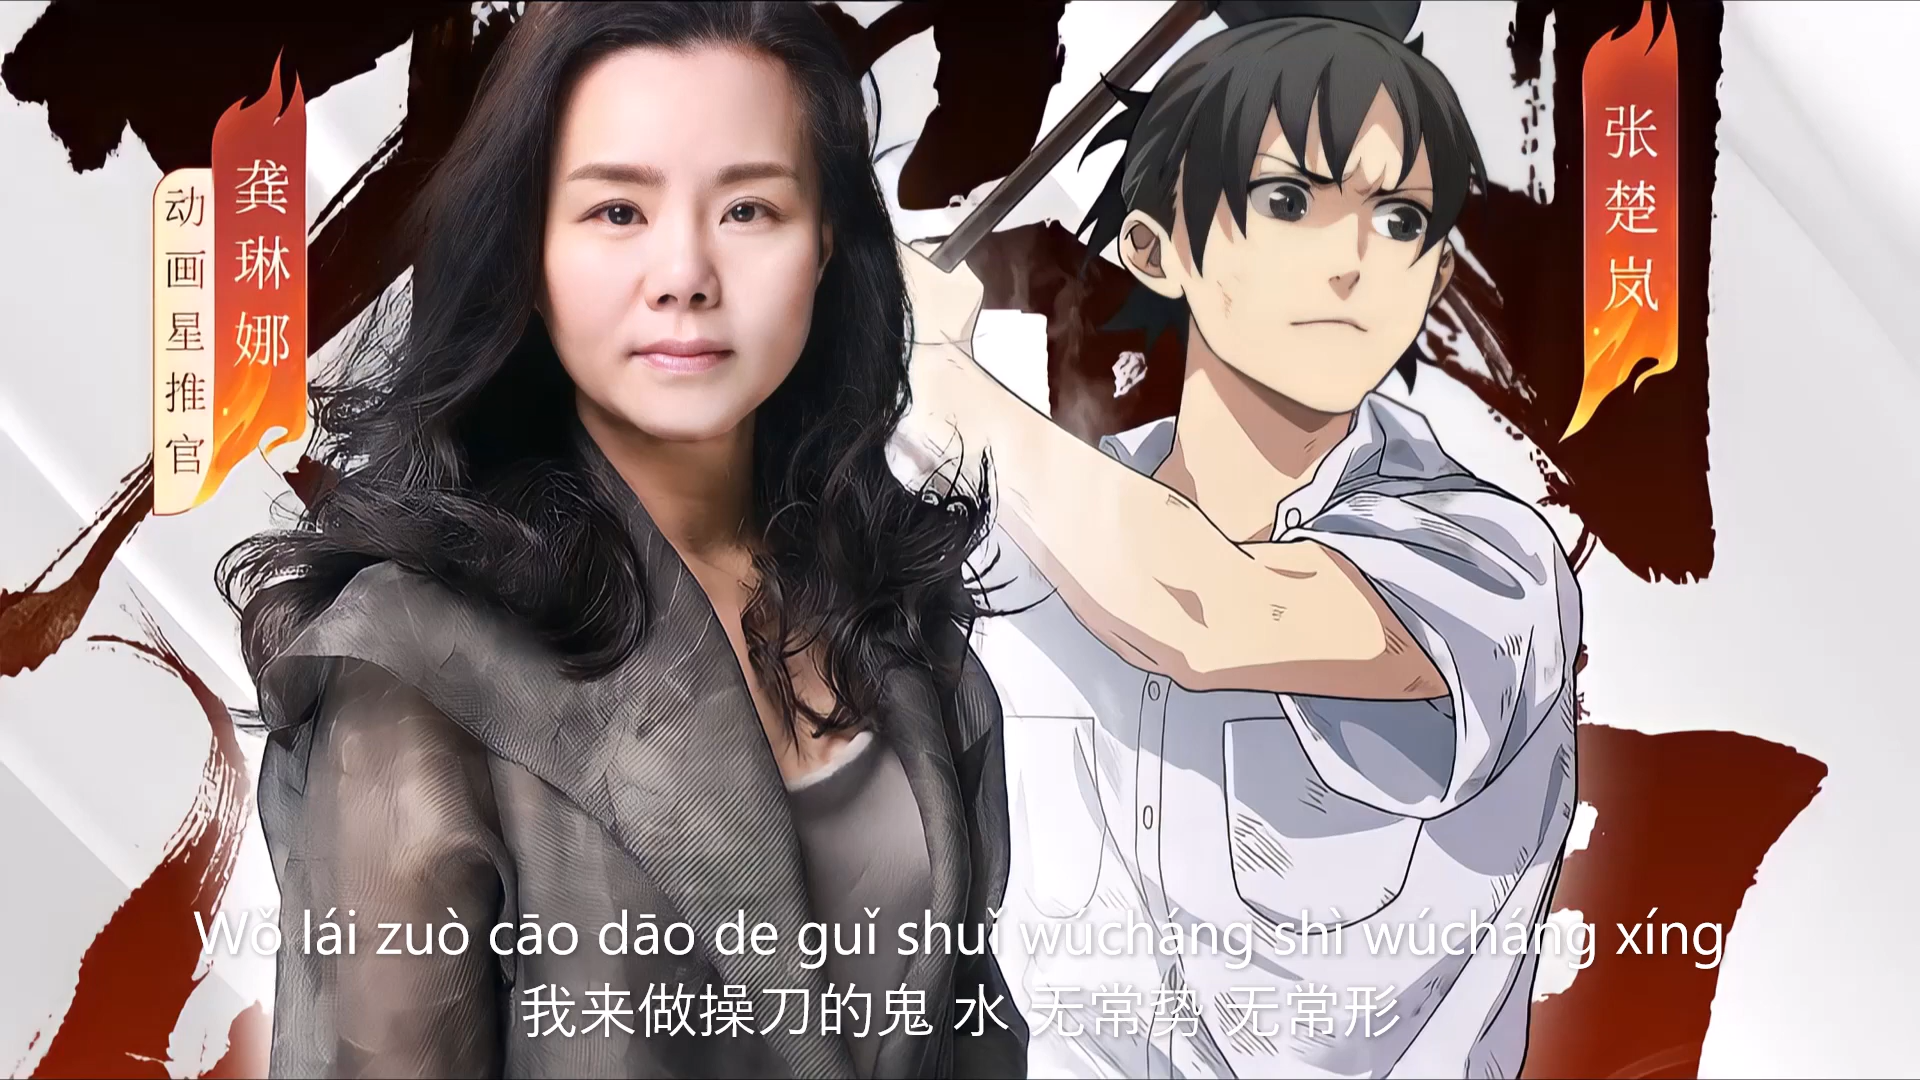 动画星推官
龚琳娜
张楚岚
Wǒ lái zuò cāo dāo de guǐ shuǐ wúcháng shì wúcháng xíng
我来做操刀的鬼 水 无常势 无常形